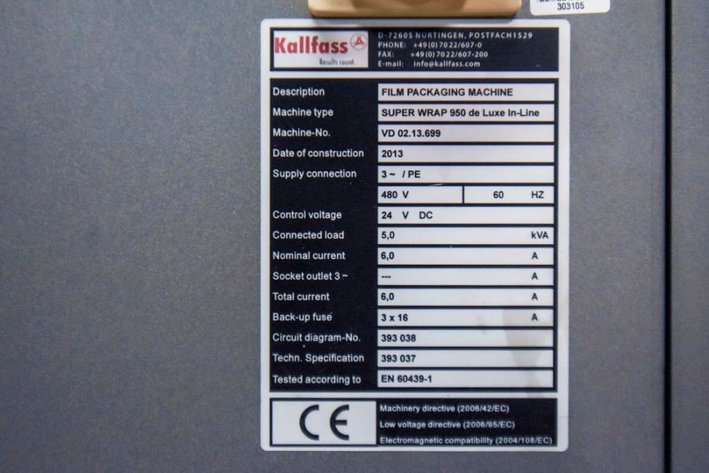 303105
Kallfass
Results count.
D-72605 NÜRTINGEN, POSTFACH1529
PHONE: +49(0)7022/607-0
FAX: +49(0)7022/607-200
E-mail: info@kallfass.com
Description FILM PACKAGING MACHINE
Machine type SUPER WRAP 950 de Luxe In-Line
Machine-No. VD 02.13.699
Date of construction 2013
Supply connection 3 ~ / PE
480 V 60 HZ
Control voltage 24 V DC
Connected load 5,0 kVA
Nominal current 6,0 A
Socket outlet 3 ~ --- A
Total current 6,0 A
Back-up fuse 3 x 16 A
Circuit diagram-No. 393 038
Techn. Specification 393 037
Tested according to EN 60439-1
CE
Machinery directive (2006/42/EC)
Low voltage directive (2006/95/EC)
Electromagnetic compatibility (2004/108/EC)